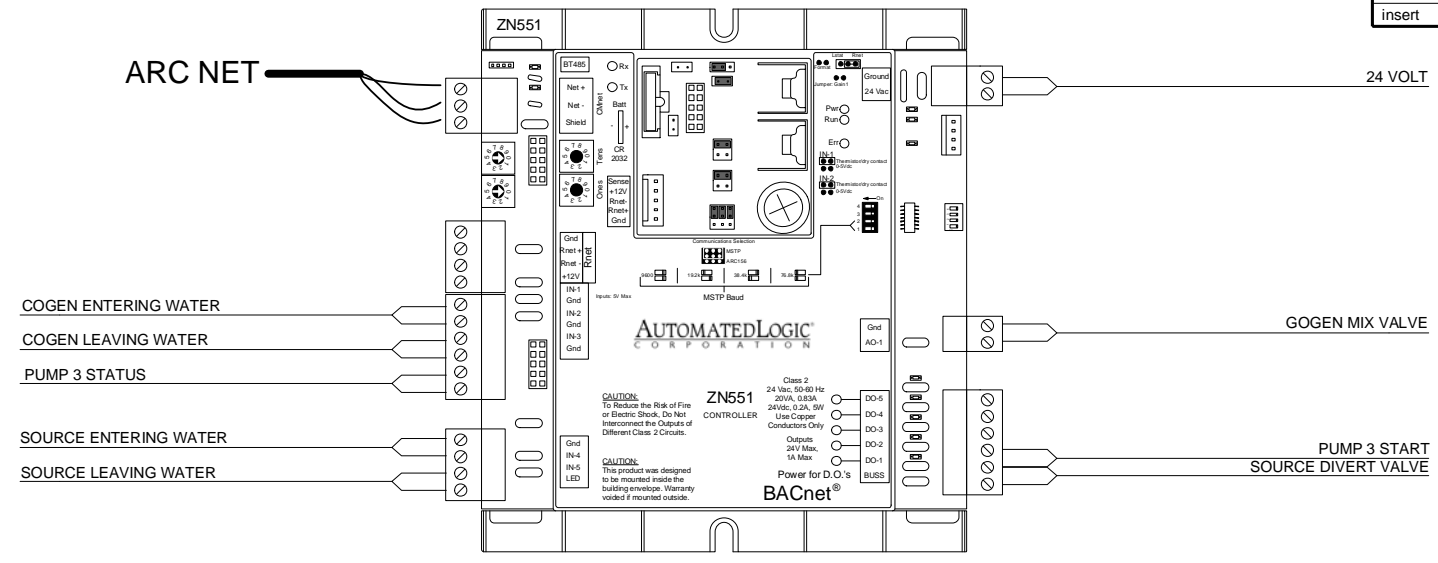 insert
ZN551
ARC NET
BT485
Rx
Net +
Tx
Net -
Batt
Shield
CMnet
- +
CR
2032
Tens
Ones
Sense
+12V
Rnet-
Rnet+
Gnd
Lstat Rnet
Format
Jumper: Gain1
Ground
24 Vac
24 VOLT
Pwr
Run
Err
IN-1
Thermistor/dry contact
0-5Vdc
IN-2
Thermistor/dry contact
0-5Vdc
On
4
3
2
1
Communications Selection
MSTP
ARC156
9600
19.2k
38.4k
76.8k
MSTP Baud
Gnd
Rnet +
Rnet -
+12V
Rnet
IN-1
Gnd
IN-2
Gnd
IN-3
Gnd
Inputs: 5V Max
COGEN ENTERING WATER
COGEN LEAVING WATER
PUMP 3 STATUS
SOURCE ENTERING WATER
SOURCE LEAVING WATER
AUTOMATEDLOGIC®
CORPORATION
Gnd
AO-1
GOGEN MIX VALVE
CAUTION:
To Reduce the Risk of Fire
or Electric Shock, Do Not
Interconnect the Outputs of
Different Class 2 Circuits.
ZN551
CONTROLLER
Class 2
24 Vac, 50-60 Hz
20VA, 0.83A
24Vdc, 0.2A, 5W
Use Copper
Conductors Only
Outputs
24V Max,
1A Max
DO-5
DO-4
DO-3
DO-2
DO-1
BUSS
Gnd
IN-4
IN-5
LED
CAUTION:
This product was designed
to be mounted inside the
building envelope. Warranty
voided if mounted outside.
Power for D.O.'s
BACnet®
PUMP 3 START
SOURCE DIVERT VALVE